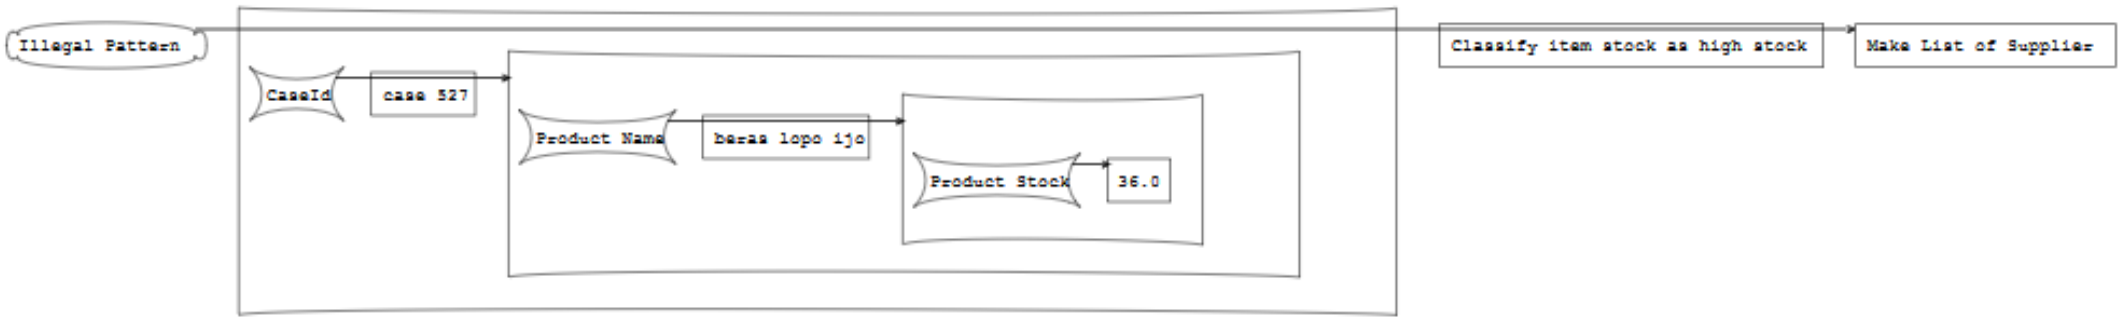 Illegal Pattern
Classify item stock as high stock
Make List of Supplier
CaseId
case 527
Product Name
beras lopo ijo
Product Stock
36.0